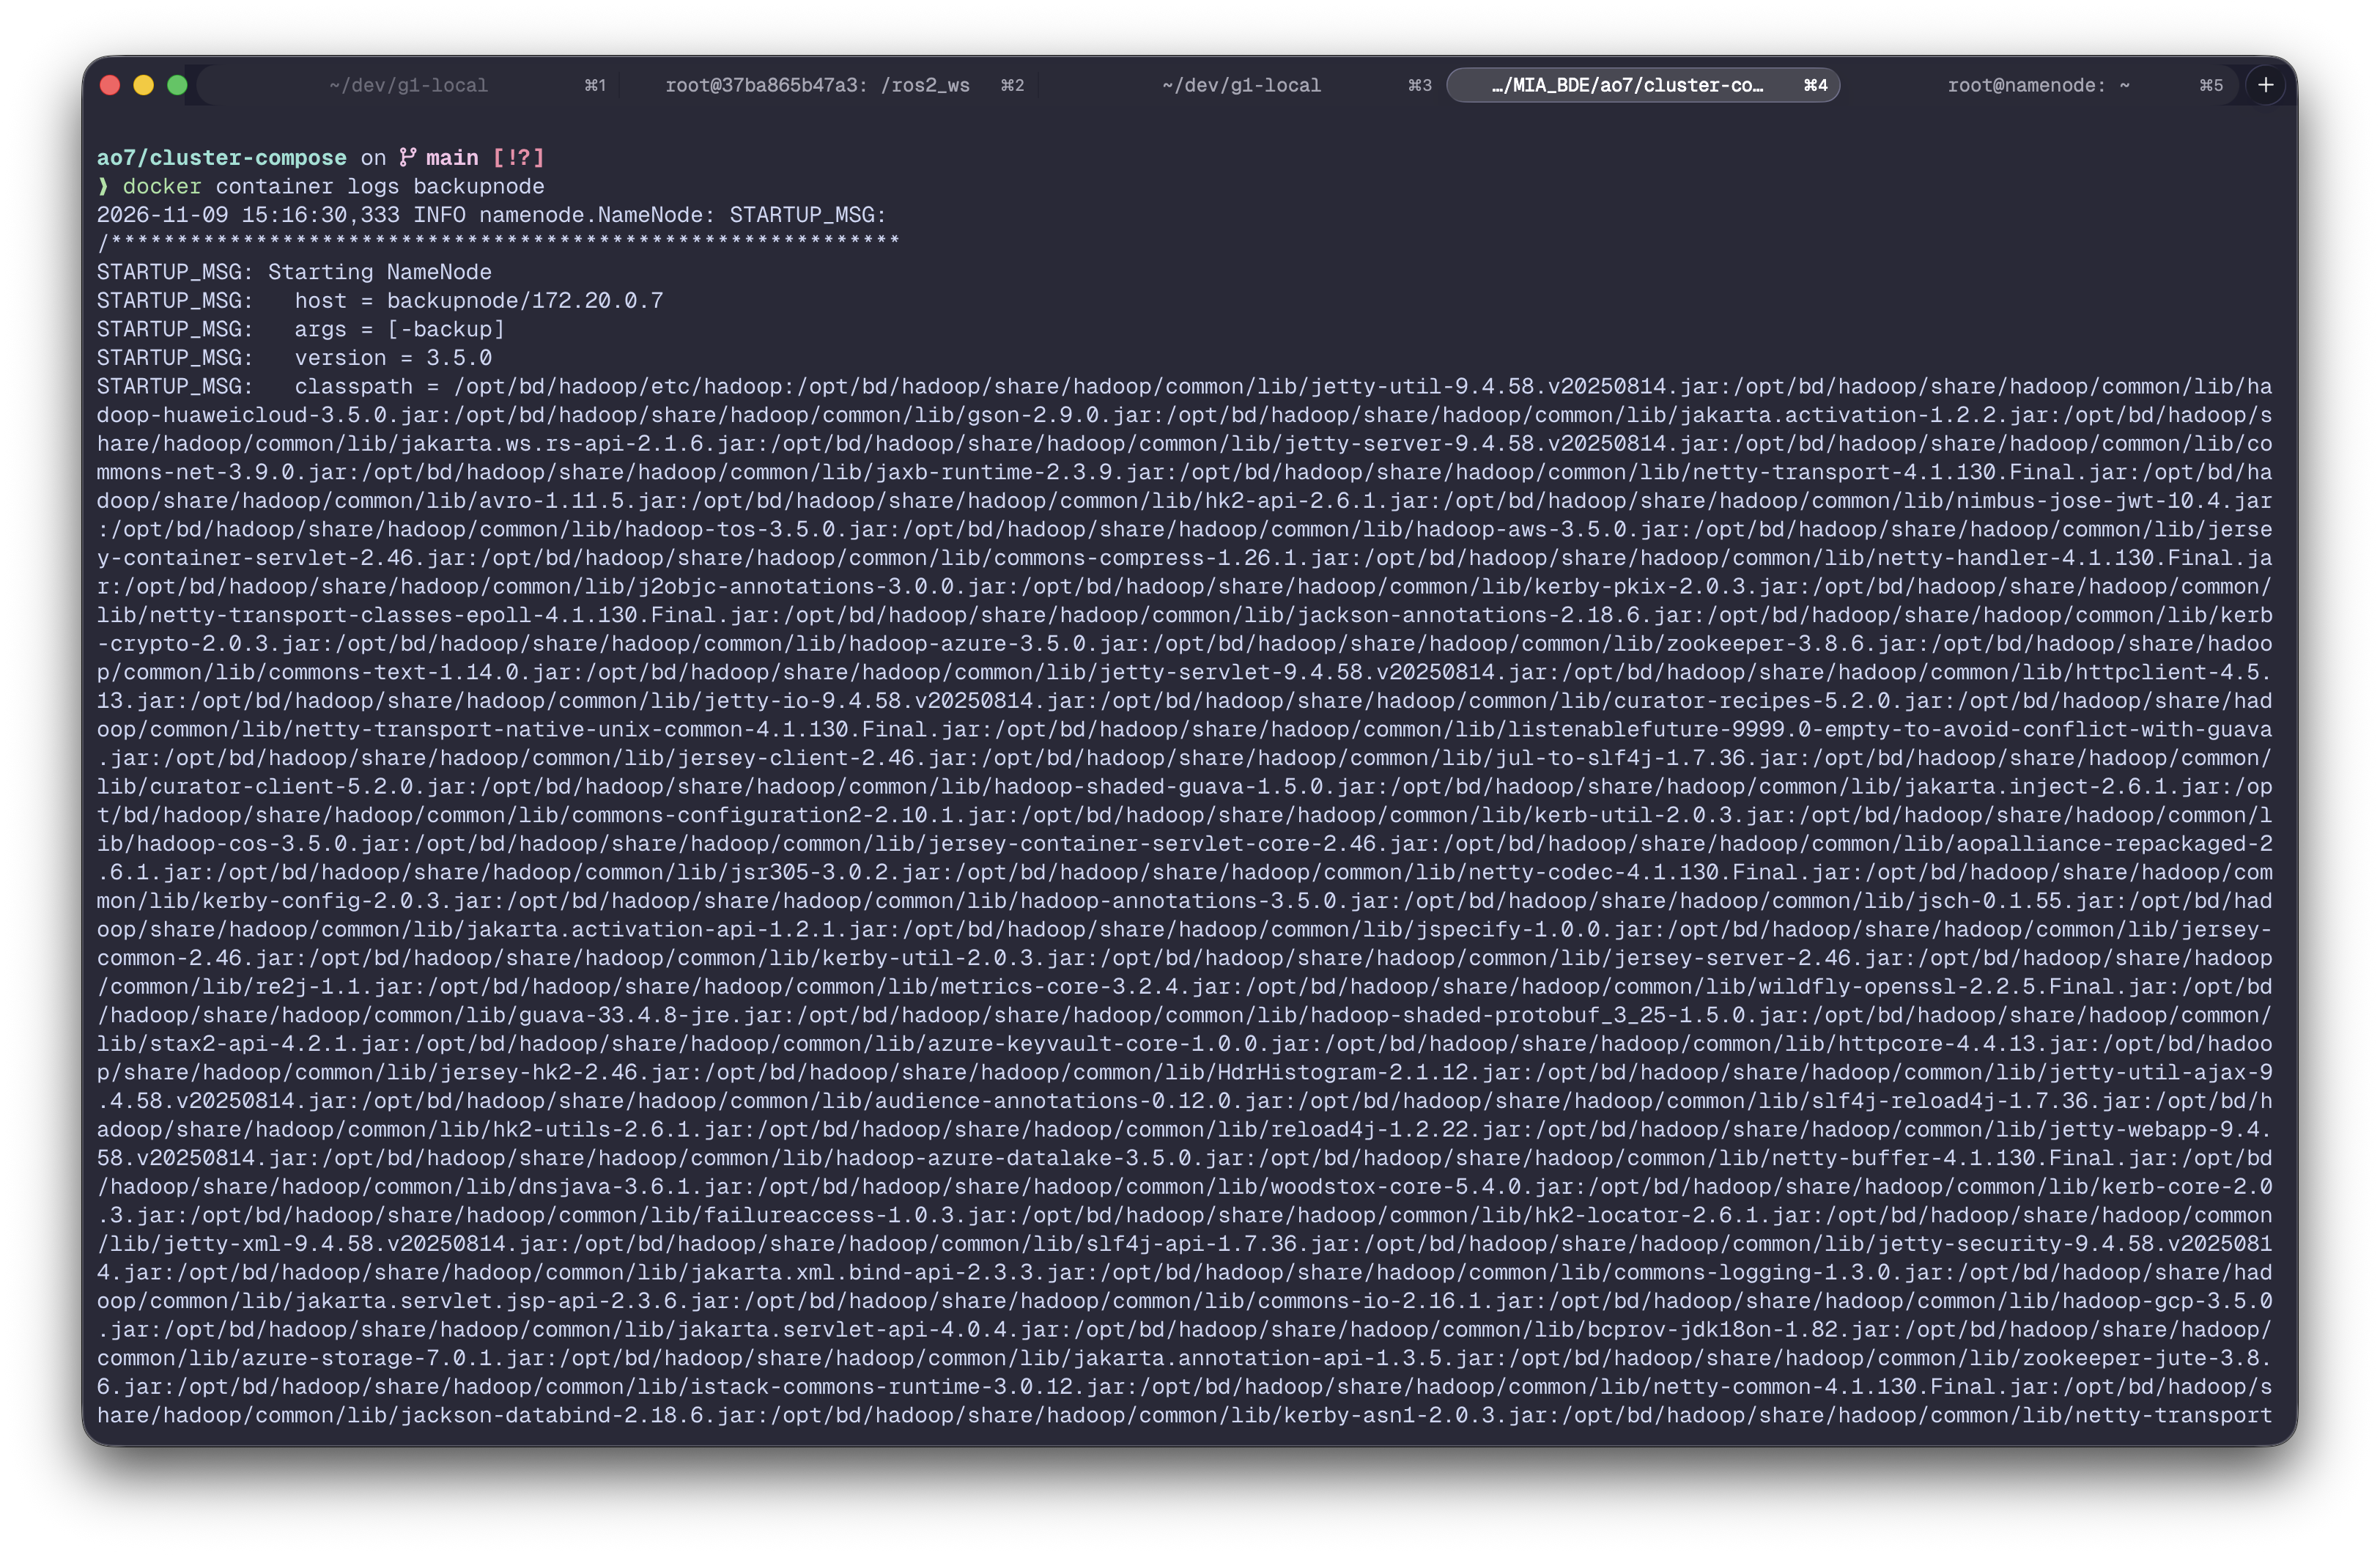 ~/dev/g1-local ⌘1 root@37ba865b47a3: /ros2_ws ⌘2 ~/dev/g1-local ⌘3 …/MIA_BDE/ao7/cluster-co… ⌘4 root@namenode: ~ ⌘5 +
ao7/cluster-compose on main [!?]
❱ docker container logs backupnode
2026-11-09 15:16:30,333 INFO namenode.NameNode: STARTUP_MSG:
/************************************************************
STARTUP_MSG: Starting NameNode
STARTUP_MSG:   host = backupnode/172.20.0.7
STARTUP_MSG:   args = [-backup]
STARTUP_MSG:   version = 3.5.0
STARTUP_MSG:   classpath = /opt/bd/hadoop/etc/hadoop:/opt/bd/hadoop/share/hadoop/common/lib/jetty-util-9.4.58.v20250814.jar:/opt/bd/hadoop/share/hadoop/common/lib/ha
doop-huaweicloud-3.5.0.jar:/opt/bd/hadoop/share/hadoop/common/lib/gson-2.9.0.jar:/opt/bd/hadoop/share/hadoop/common/lib/jakarta.activation-1.2.2.jar:/opt/bd/hadoop/s
hare/hadoop/common/lib/jakarta.ws.rs-api-2.1.6.jar:/opt/bd/hadoop/share/hadoop/common/lib/jetty-server-9.4.58.v20250814.jar:/opt/bd/hadoop/share/hadoop/common/lib/co
mmons-net-3.9.0.jar:/opt/bd/hadoop/share/hadoop/common/lib/jaxb-runtime-2.3.9.jar:/opt/bd/hadoop/share/hadoop/common/lib/netty-transport-4.1.130.Final.jar:/opt/bd/ha
doop/share/hadoop/common/lib/avro-1.11.5.jar:/opt/bd/hadoop/share/hadoop/common/lib/hk2-api-2.6.1.jar:/opt/bd/hadoop/share/hadoop/common/lib/nimbus-jose-jwt-10.4.jar
:/opt/bd/hadoop/share/hadoop/common/lib/hadoop-tos-3.5.0.jar:/opt/bd/hadoop/share/hadoop/common/lib/hadoop-aws-3.5.0.jar:/opt/bd/hadoop/share/hadoop/common/lib/jerse
y-container-servlet-2.46.jar:/opt/bd/hadoop/share/hadoop/common/lib/commons-compress-1.26.1.jar:/opt/bd/hadoop/share/hadoop/common/lib/netty-handler-4.1.130.Final.ja
r:/opt/bd/hadoop/share/hadoop/common/lib/j2objc-annotations-3.0.0.jar:/opt/bd/hadoop/share/hadoop/common/lib/kerby-pkix-2.0.3.jar:/opt/bd/hadoop/share/hadoop/common/
lib/netty-transport-classes-epoll-4.1.130.Final.jar:/opt/bd/hadoop/share/hadoop/common/lib/jackson-annotations-2.18.6.jar:/opt/bd/hadoop/share/hadoop/common/lib/kerb
-crypto-2.0.3.jar:/opt/bd/hadoop/share/hadoop/common/lib/hadoop-azure-3.5.0.jar:/opt/bd/hadoop/share/hadoop/common/lib/zookeeper-3.8.6.jar:/opt/bd/hadoop/share/hadoo
p/common/lib/commons-text-1.14.0.jar:/opt/bd/hadoop/share/hadoop/common/lib/jetty-servlet-9.4.58.v20250814.jar:/opt/bd/hadoop/share/hadoop/common/lib/httpclient-4.5.
13.jar:/opt/bd/hadoop/share/hadoop/common/lib/jetty-io-9.4.58.v20250814.jar:/opt/bd/hadoop/share/hadoop/common/lib/curator-recipes-5.2.0.jar:/opt/bd/hadoop/share/had
oop/common/lib/netty-transport-native-unix-common-4.1.130.Final.jar:/opt/bd/hadoop/share/hadoop/common/lib/listenablefuture-9999.0-empty-to-avoid-conflict-with-guava
.jar:/opt/bd/hadoop/share/hadoop/common/lib/jersey-client-2.46.jar:/opt/bd/hadoop/share/hadoop/common/lib/jul-to-slf4j-1.7.36.jar:/opt/bd/hadoop/share/hadoop/common/
lib/curator-client-5.2.0.jar:/opt/bd/hadoop/share/hadoop/common/lib/hadoop-shaded-guava-1.5.0.jar:/opt/bd/hadoop/share/hadoop/common/lib/jakarta.inject-2.6.1.jar:/op
t/bd/hadoop/share/hadoop/common/lib/commons-configuration2-2.10.1.jar:/opt/bd/hadoop/share/hadoop/common/lib/kerb-util-2.0.3.jar:/opt/bd/hadoop/share/hadoop/common/l
ib/hadoop-cos-3.5.0.jar:/opt/bd/hadoop/share/hadoop/common/lib/jersey-container-servlet-core-2.46.jar:/opt/bd/hadoop/share/hadoop/common/lib/aopalliance-repackaged-2
.6.1.jar:/opt/bd/hadoop/share/hadoop/common/lib/jsr305-3.0.2.jar:/opt/bd/hadoop/share/hadoop/common/lib/netty-codec-4.1.130.Final.jar:/opt/bd/hadoop/share/hadoop/com
mon/lib/kerby-config-2.0.3.jar:/opt/bd/hadoop/share/hadoop/common/lib/hadoop-annotations-3.5.0.jar:/opt/bd/hadoop/share/hadoop/common/lib/jsch-0.1.55.jar:/opt/bd/had
oop/share/hadoop/common/lib/jakarta.activation-api-1.2.1.jar:/opt/bd/hadoop/share/hadoop/common/lib/jspecify-1.0.0.jar:/opt/bd/hadoop/share/hadoop/common/lib/jersey-
common-2.46.jar:/opt/bd/hadoop/share/hadoop/common/lib/kerby-util-2.0.3.jar:/opt/bd/hadoop/share/hadoop/common/lib/jersey-server-2.46.jar:/opt/bd/hadoop/share/hadoop
/common/lib/re2j-1.1.jar:/opt/bd/hadoop/share/hadoop/common/lib/metrics-core-3.2.4.jar:/opt/bd/hadoop/share/hadoop/common/lib/wildfly-openssl-2.2.5.Final.jar:/opt/bd
/hadoop/share/hadoop/common/lib/guava-33.4.8-jre.jar:/opt/bd/hadoop/share/hadoop/common/lib/hadoop-shaded-protobuf_3_25-1.5.0.jar:/opt/bd/hadoop/share/hadoop/common/
lib/stax2-api-4.2.1.jar:/opt/bd/hadoop/share/hadoop/common/lib/azure-keyvault-core-1.0.0.jar:/opt/bd/hadoop/share/hadoop/common/lib/httpcore-4.4.13.jar:/opt/bd/hadoo
p/share/hadoop/common/lib/jersey-hk2-2.46.jar:/opt/bd/hadoop/share/hadoop/common/lib/HdrHistogram-2.1.12.jar:/opt/bd/hadoop/share/hadoop/common/lib/jetty-util-ajax-9
.4.58.v20250814.jar:/opt/bd/hadoop/share/hadoop/common/lib/audience-annotations-0.12.0.jar:/opt/bd/hadoop/share/hadoop/common/lib/slf4j-reload4j-1.7.36.jar:/opt/bd/h
adoop/share/hadoop/common/lib/hk2-utils-2.6.1.jar:/opt/bd/hadoop/share/hadoop/common/lib/reload4j-1.2.22.jar:/opt/bd/hadoop/share/hadoop/common/lib/jetty-webapp-9.4.
58.v20250814.jar:/opt/bd/hadoop/share/hadoop/common/lib/hadoop-azure-datalake-3.5.0.jar:/opt/bd/hadoop/share/hadoop/common/lib/netty-buffer-4.1.130.Final.jar:/opt/bd
/hadoop/share/hadoop/common/lib/dnsjava-3.6.1.jar:/opt/bd/hadoop/share/hadoop/common/lib/woodstox-core-5.4.0.jar:/opt/bd/hadoop/share/hadoop/common/lib/kerb-core-2.0
.3.jar:/opt/bd/hadoop/share/hadoop/common/lib/failureaccess-1.0.3.jar:/opt/bd/hadoop/share/hadoop/common/lib/hk2-locator-2.6.1.jar:/opt/bd/hadoop/share/hadoop/common
/lib/jetty-xml-9.4.58.v20250814.jar:/opt/bd/hadoop/share/hadoop/common/lib/slf4j-api-1.7.36.jar:/opt/bd/hadoop/share/hadoop/common/lib/jetty-security-9.4.58.v2025081
4.jar:/opt/bd/hadoop/share/hadoop/common/lib/jakarta.xml.bind-api-2.3.3.jar:/opt/bd/hadoop/share/hadoop/common/lib/commons-logging-1.3.0.jar:/opt/bd/hadoop/share/had
oop/common/lib/jakarta.servlet.jsp-api-2.3.6.jar:/opt/bd/hadoop/share/hadoop/common/lib/commons-io-2.16.1.jar:/opt/bd/hadoop/share/hadoop/common/lib/hadoop-gcp-3.5.0
.jar:/opt/bd/hadoop/share/hadoop/common/lib/jakarta.servlet-api-4.0.4.jar:/opt/bd/hadoop/share/hadoop/common/lib/bcprov-jdk18on-1.82.jar:/opt/bd/hadoop/share/hadoop/
common/lib/azure-storage-7.0.1.jar:/opt/bd/hadoop/share/hadoop/common/lib/jakarta.annotation-api-1.3.5.jar:/opt/bd/hadoop/share/hadoop/common/lib/zookeeper-jute-3.8.
6.jar:/opt/bd/hadoop/share/hadoop/common/lib/istack-commons-runtime-3.0.12.jar:/opt/bd/hadoop/share/hadoop/common/lib/netty-common-4.1.130.Final.jar:/opt/bd/hadoop/s
hare/hadoop/common/lib/jackson-databind-2.18.6.jar:/opt/bd/hadoop/share/hadoop/common/lib/kerby-asn1-2.0.3.jar:/opt/bd/hadoop/share/hadoop/common/lib/netty-transport